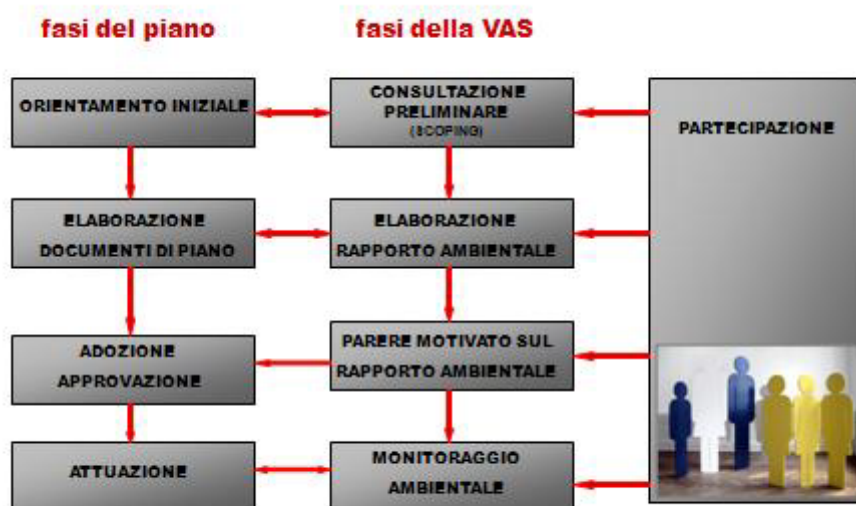 fasi del piano
fasi della VAS
ORIENTAMENTO INIZIALE
CONSULTAZIONE
PRELIMINARE
(SCOPING)
PARTECIPAZIONE
ELABORAZIONE
DOCUMENTI DI PIANO
ELABORAZIONE
RAPPORTO AMBIENTALE
ADOZIONE
APPROVAZIONE
PARERE MOTIVATO SUL
RAPPORTO AMBIENTALE
ATTUAZIONE
MONITORAGGIO
AMBIENTALE